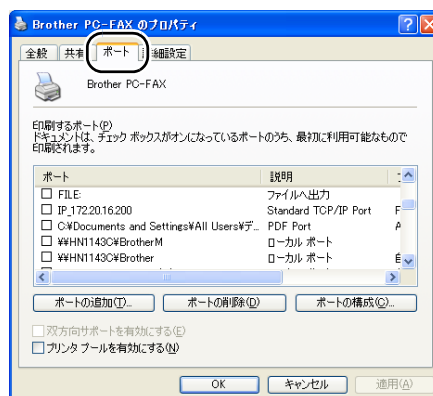 Brother PC-FAX のプロパティ
全般 共有 ポート 詳細設定
Brother PC-FAX
印刷するポート(P)
ドキュメントは、チェック ボックスがオンになっているポートのうち、最初に利用可能なもので
印刷されます。
ポート 説明
FILE: ファイルへ出力
IP_172.20.16.200 Standard TCP/IP Port F
C:¥Documents and Settings¥All Users¥デ... PDF Port A
¥¥HN1143C¥BrotherM ローカル ポート
¥¥HN1143C¥Brother ローカル ポート
ポートの追加(T)... ポートの削除(D) ポートの構成(C)...
双方向サポートを有効にする(E)
プリンタ プールを有効にする(N)
OK キャンセル 適用(A)